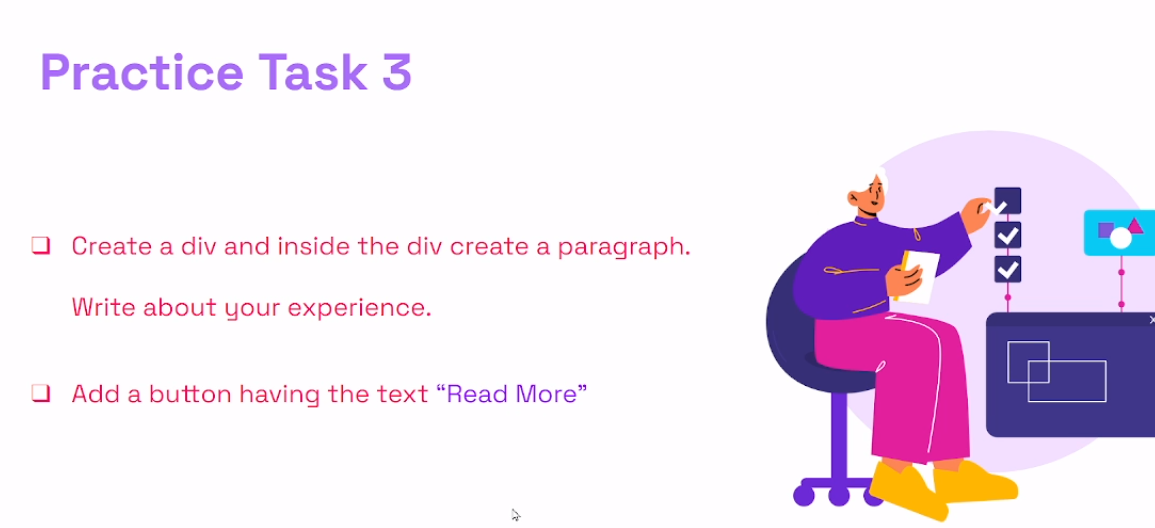 Practice Task 3
❑ Create a div and inside the div create a paragraph.
Write about your experience.
❑ Add a button having the text “Read More”